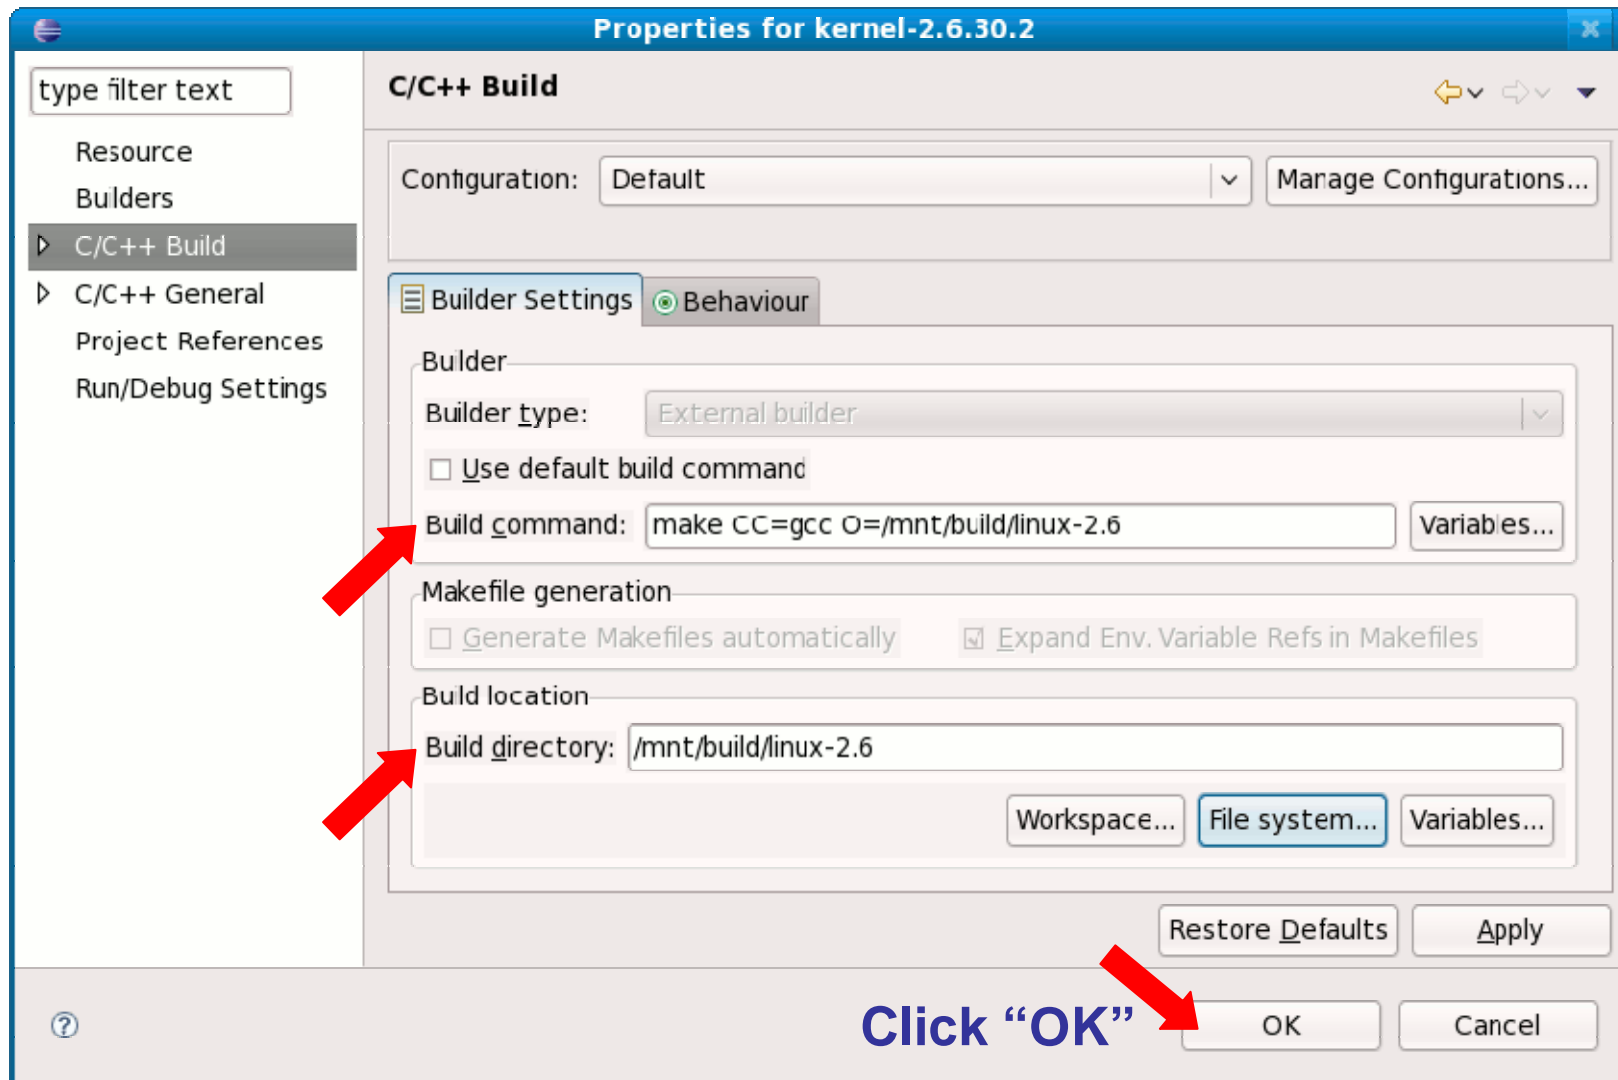 Properties for kernel-2.6.30.2
type filter text
C/C++ Build
Resource
Builders
C/C++ Build
C/C++ General
Project References
Run/Debug Settings
Configuration: Default Manage Configurations...
Builder Settings Behaviour
Builder
Builder type: External builder
Use default build command
Build command: make CC=gcc O=/mnt/build/linux-2.6 Variables...
Makefile generation
Generate Makefiles automatically Expand Env. Variable Refs in Makefiles
Build location
Build directory: /mnt/build/linux-2.6
Workspace... File system... Variables...
Restore Defaults Apply
Click “OK” OK Cancel